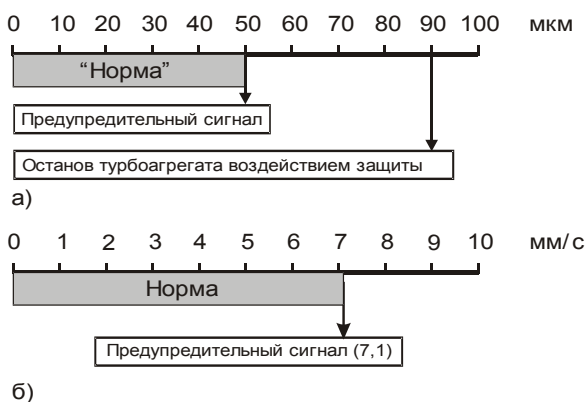 0 10 20 30 40 50 60 70 80 90 100 мкм
“Норма”
Предупредительный сигнал
Останов турбоагрегата воздействием защиты
а)
0 1 2 3 4 5 6 7 8 9 10 мм/с
Норма
Предупредительный сигнал (7,1)
б)